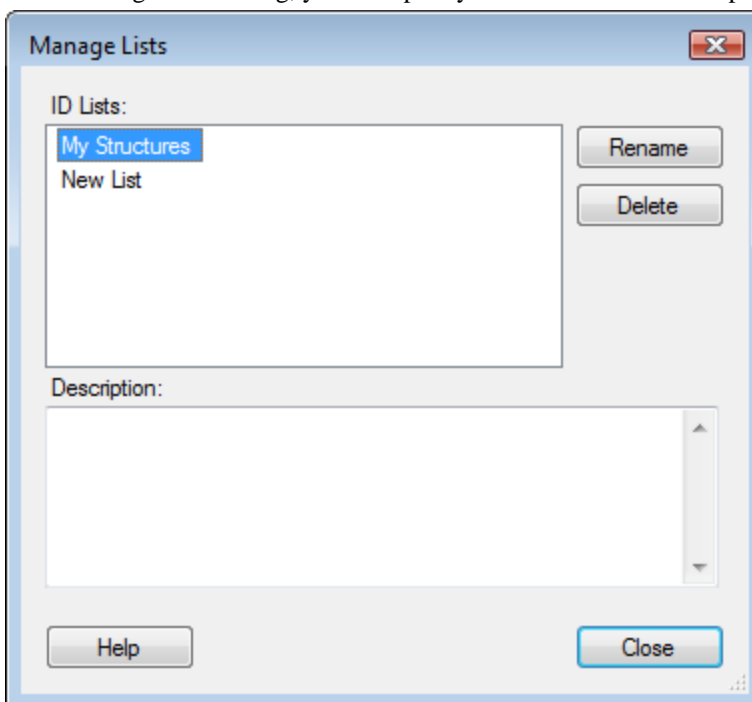 Manage Lists
ID Lists:
My Structures
Rename
New List
Delete
Description:
Help
Close